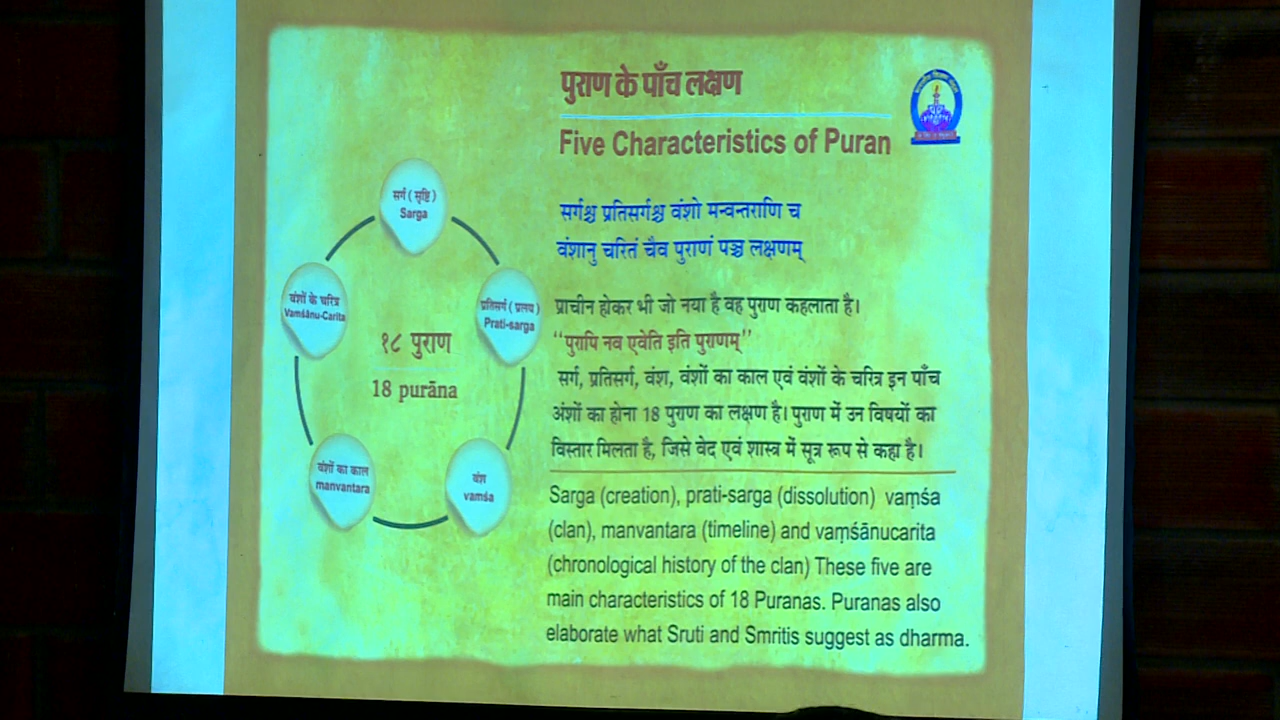 पुराण के पाँच लक्षण
Five Characteristics of Puran
सर्गश्च प्रतिसर्गश्च वंशो मन्वन्तराणि च
वंशानु चरितं चैव पुराणं पञ्च लक्षणम्
प्राचीन होकर भी जो नया है वह पुराण कहलाता है।
“पुरापि नव एवेति इति पुराणम्”
सर्ग, प्रतिसर्ग, वंश, वंशों का काल एवं वंशों के चरित्र इन पाँच
अंशों का होना 18 पुराण का लक्षण है। पुराण में उन विषयों का
विस्तार मिलता है, जिसे वेद एवं शास्त्र में सूत्र रूप से कहा है।
Sarga (creation), prati-sarga (dissolution) vaṃśa
(clan), manvantara (timeline) and vaṃśānucarita
(chronological history of the clan) These five are
main characteristics of 18 Puranas. Puranas also
elaborate what Sruti and Smritis suggest as dharma.
सर्ग ( सृष्टि )
Sarga
प्रतिसर्ग ( प्रलय )
Prati-sarga
वंश
vaṃśa
वंशों का काल
manvantara
वंशों के चरित्र
Vaṃśānu-Carita
१८ पुराण
18 purāna